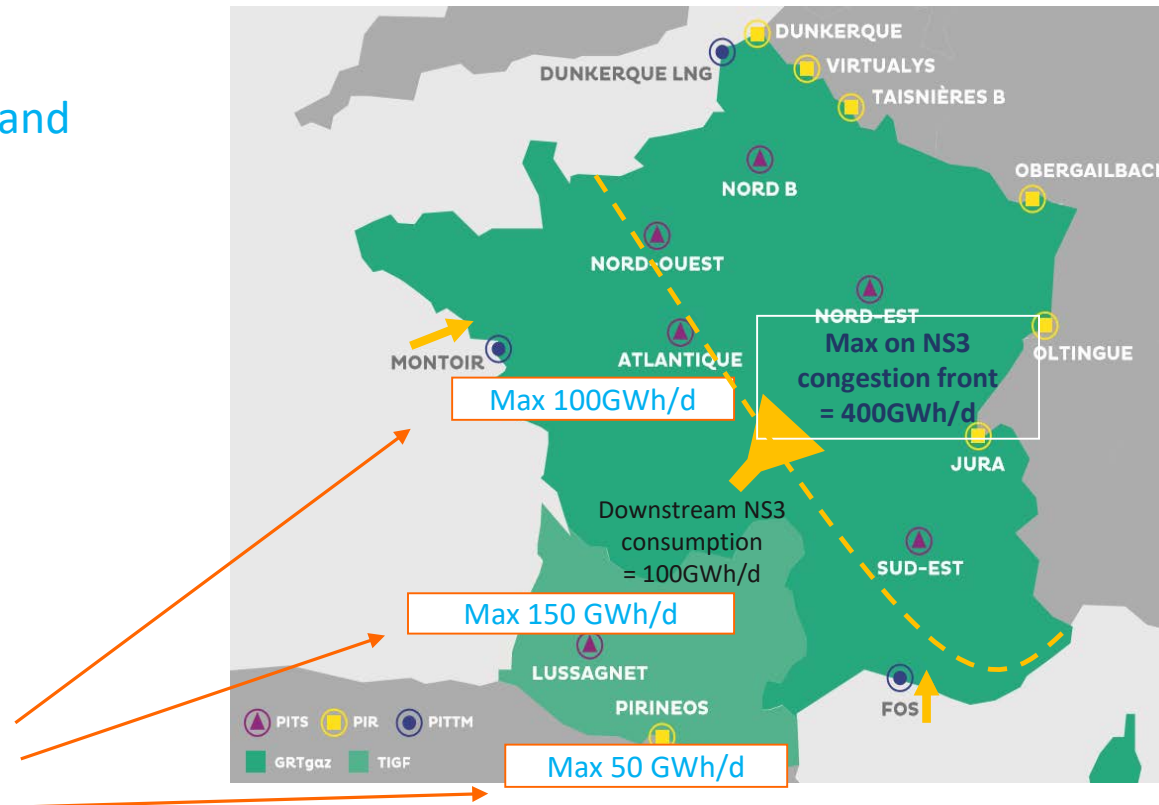 and
DUNKERQUE
DUNKERQUE LNG
VIRTUALYS
TAISNIÈRES B
OBERGAILBACH
NORD B
NORD-OUEST
NORD-EST
Max on NS3
congestion front
= 400GWh/d
OLTINGUE
MONTOIR
ATLANTIQUE
Max 100GWh/d
JURA
Downstream NS3
consumption
= 100GWh/d
SUD-EST
Max 150 GWh/d
LUSSAGNET
FOS
PIRINEOS
PITS PIR PITTM
GRTgaz TIGF
Max 50 GWh/d